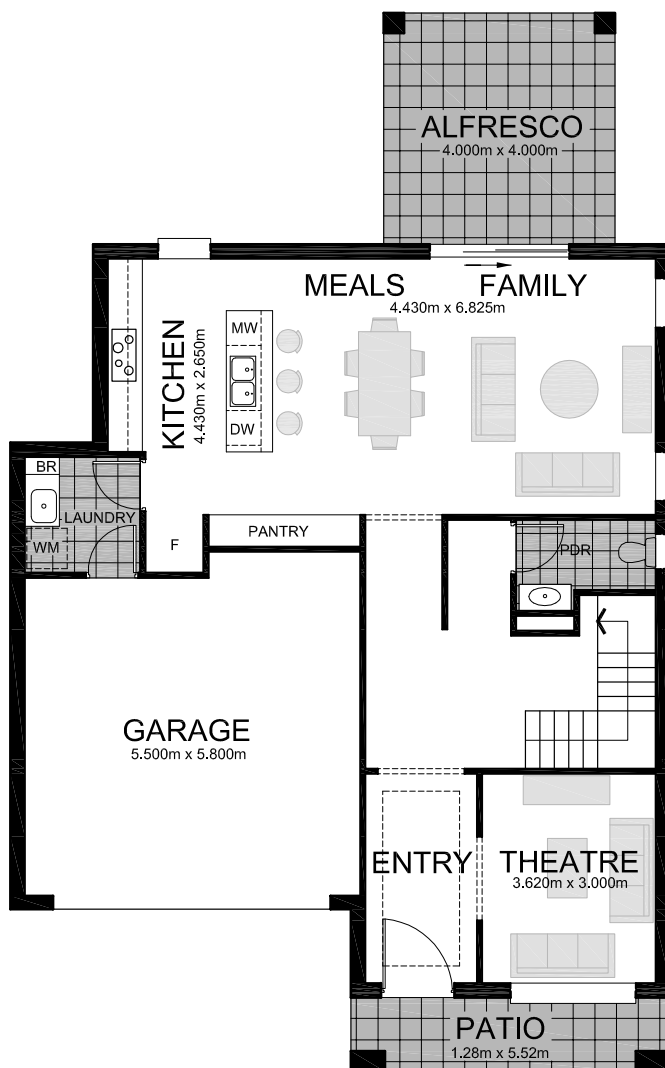 ALFRESCO
4.000m x 4.000m
MEALS
FAMILY
4.430m x 6.825m
KITCHEN
4.430m x 2.650m
MW
DW
BR
LAUNDRY
WM
F
PANTRY
PDR
GARAGE
5.500m x 5.800m
ENTRY
THEATRE
3.620m x 3.000m
PATIO
1.28m x 5.52m